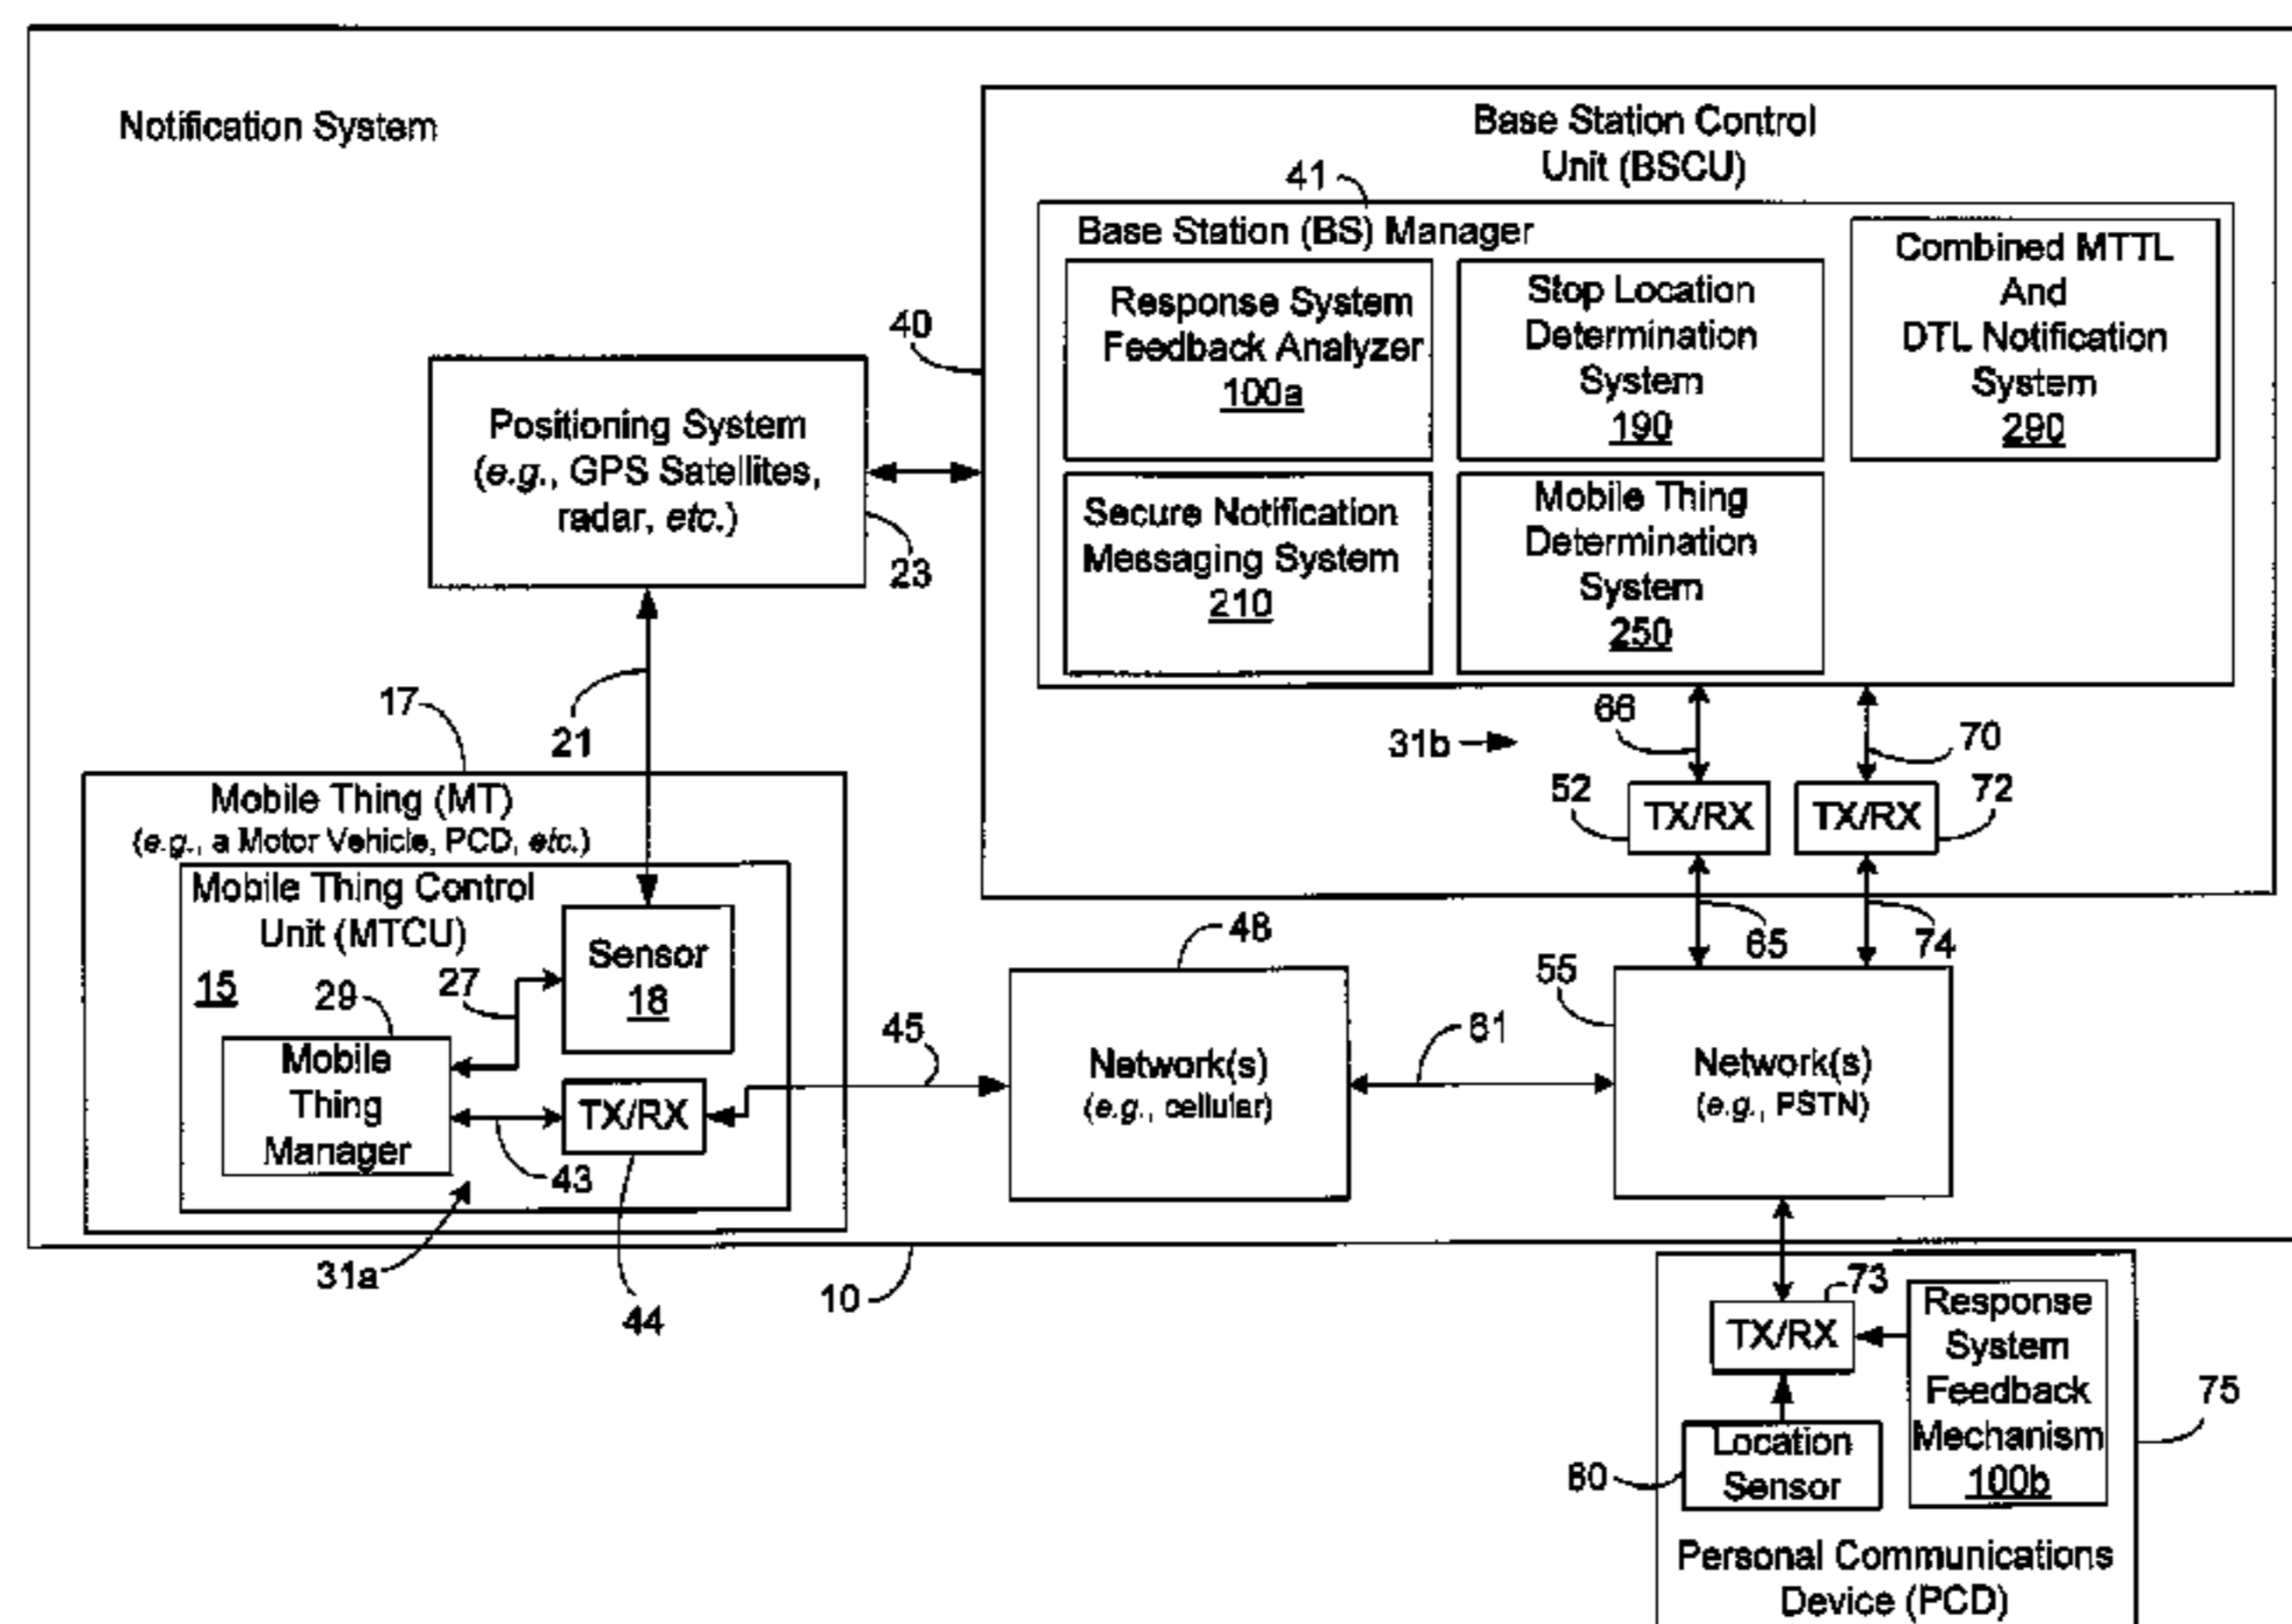 Notification System
Base Station Control
Unit (BSCU)
41
Base Station (BS) Manager
Response System
Feedback Analyzer
100a
Stop Location
Determination
System
190
Combined MTTL
And
DTL Notification
System
290
Secure Notification
Messaging System
210
Mobile Thing
Determination
System
250
40
Positioning System
(e.g., GPS Satellites,
radar, etc.)
23
21
17
66
31b
70
52
TX/RX
TX/RX
72
65
74
Mobile Thing (MT)
(e.g., a Motor Vehicle, PCD, etc.)
Mobile Thing Control
Unit (MTCU)
15
Sensor
18
27
29
Mobile
Thing
Manager
43
TX/RX
31a
44
45
48
Network(s)
(e.g., cellular)
61
55
Network(s)
(e.g., PSTN)
10
73
TX/RX
Response
System
Feedback
Mechanism
100b
75
60
Location
Sensor
Personal Communications
Device (PCD)